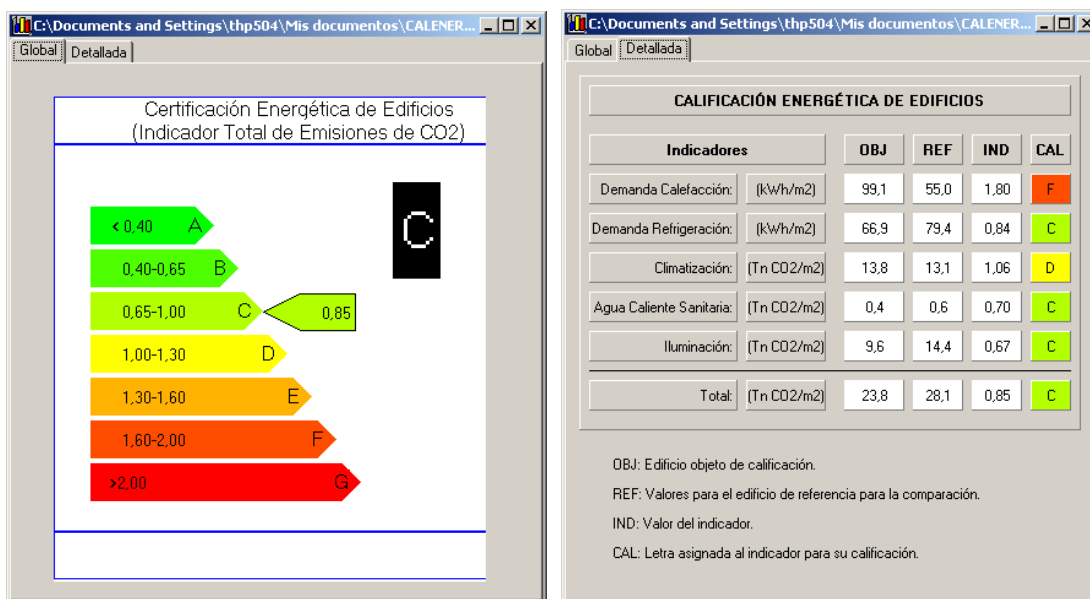 C:\Documents and Settings\thp504\Mis documentos\CALENER...
Global Detallada
Certificación Energética de Edificios
(Indicador Total de Emisiones de CO2)
C
< 0,40 A
0,40-0,65 B
0,65-1,00 C 0,85
1,00-1,30 D
1,30-1,60 E
1,60-2,00 F
>2,00 G
C:\Documents and Settings\thp504\Mis documentos\CALENER...
Global Detallada
CALIFICACIÓN ENERGÉTICA DE EDIFICIOS
Indicadores OBJ REF IND CAL
Demanda Calefacción: (kWh/m2) 99,1 55,0 1,80 F
Demanda Refrigeración: (kWh/m2) 66,9 79,4 0,84 C
Climatización: (Tn CO2/m2) 13,8 13,1 1,06 D
Agua Caliente Sanitaria: (Tn CO2/m2) 0,4 0,6 0,70 C
Iluminación: (Tn CO2/m2) 9,6 14,4 0,67 C
Total: (Tn CO2/m2) 23,8 28,1 0,85 C
OBJ: Edificio objeto de calificación.
REF: Valores para el edificio de referencia para la comparación.
IND: Valor del indicador.
CAL: Letra asignada al indicador para su calificación.